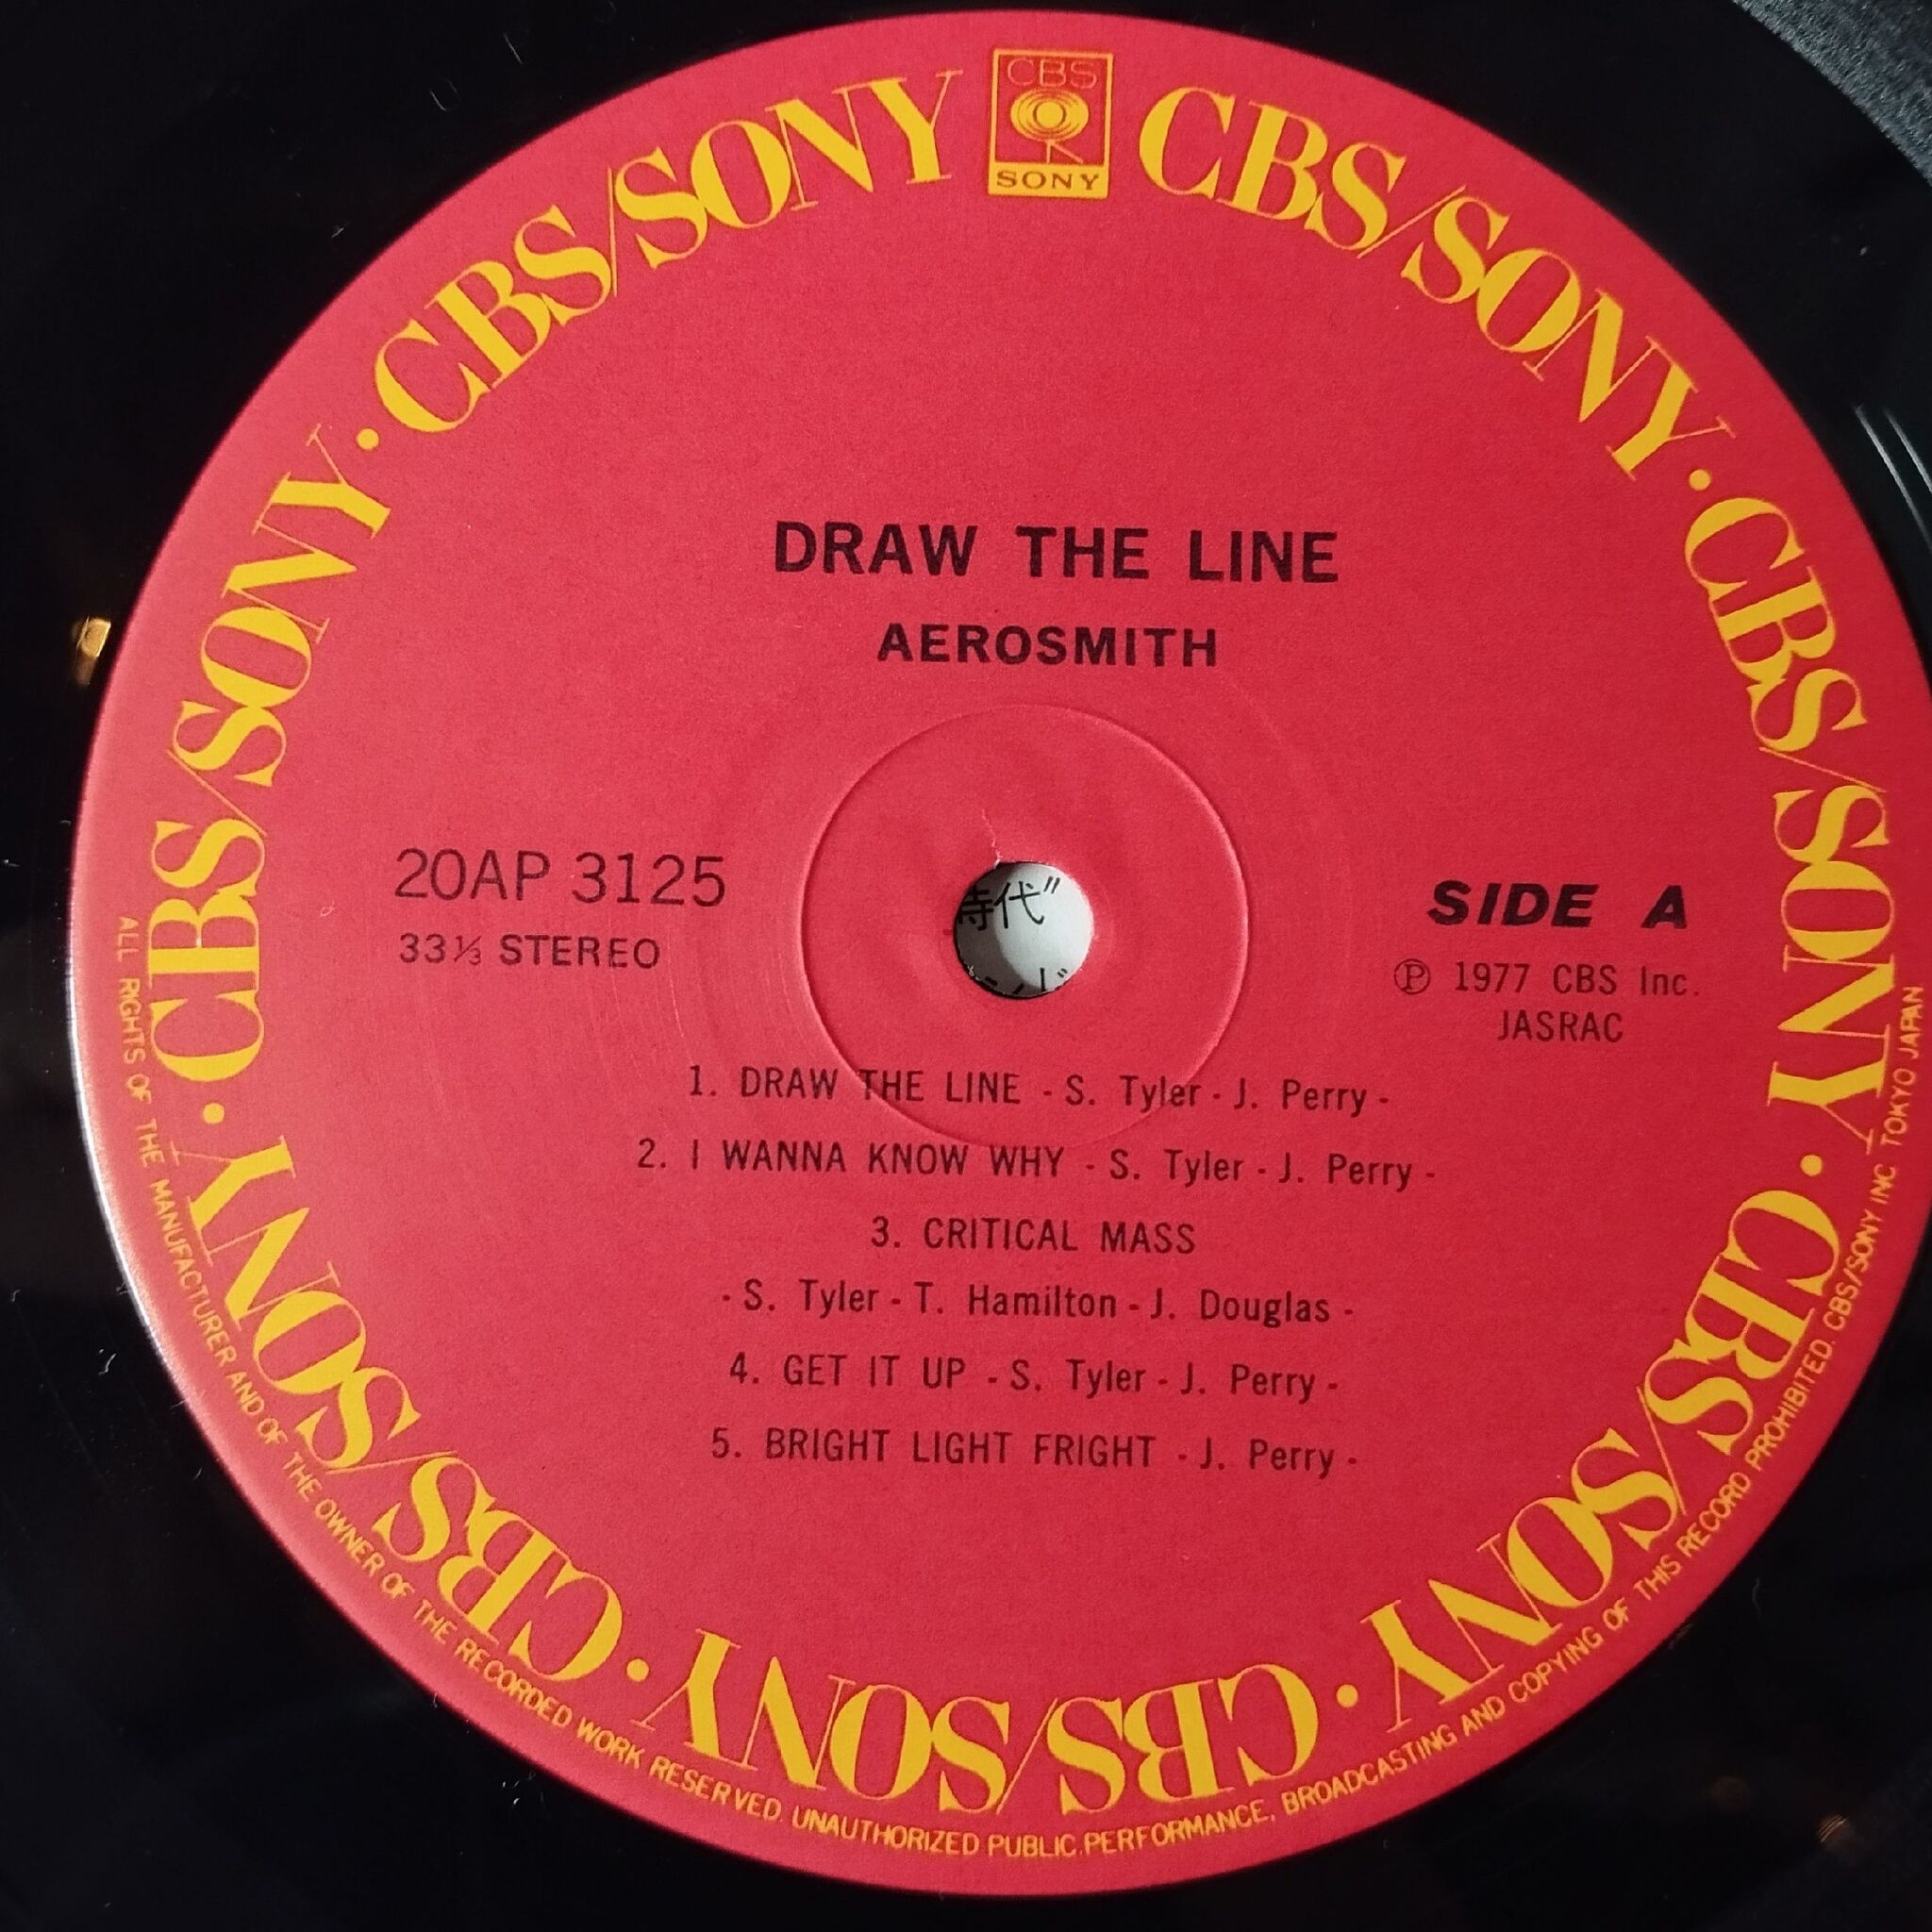 CBS
SONY
CBS/SONY · CBS/SONY · CBS/SONY · CBS/SONY · CBS/SONY · CBS/SONY · CBS/SONY · CBS/SONY
DRAW THE LINE
AEROSMITH
20AP 3125
33⅓ STEREO
時代”
SIDE A
Ⓟ 1977 CBS Inc.
JASRAC
1. DRAW THE LINE - S. Tyler - J. Perry -
2. I WANNA KNOW WHY - S. Tyler - J. Perry -
3. CRITICAL MASS
- S. Tyler - T. Hamilton - J. Douglas -
4. GET IT UP - S. Tyler - J. Perry -
5. BRIGHT LIGHT FRIGHT - J. Perry -
ALL RIGHTS OF THE MANUFACTURER AND OF THE OWNER OF THE RECORDED WORK RESERVED. UNAUTHORIZED PUBLIC.PERFORMANCE, BROADCASTING AND COPYING OF THIS RECORD PROHIBITED. CBS/SONY INC. TOKYO JAPAN